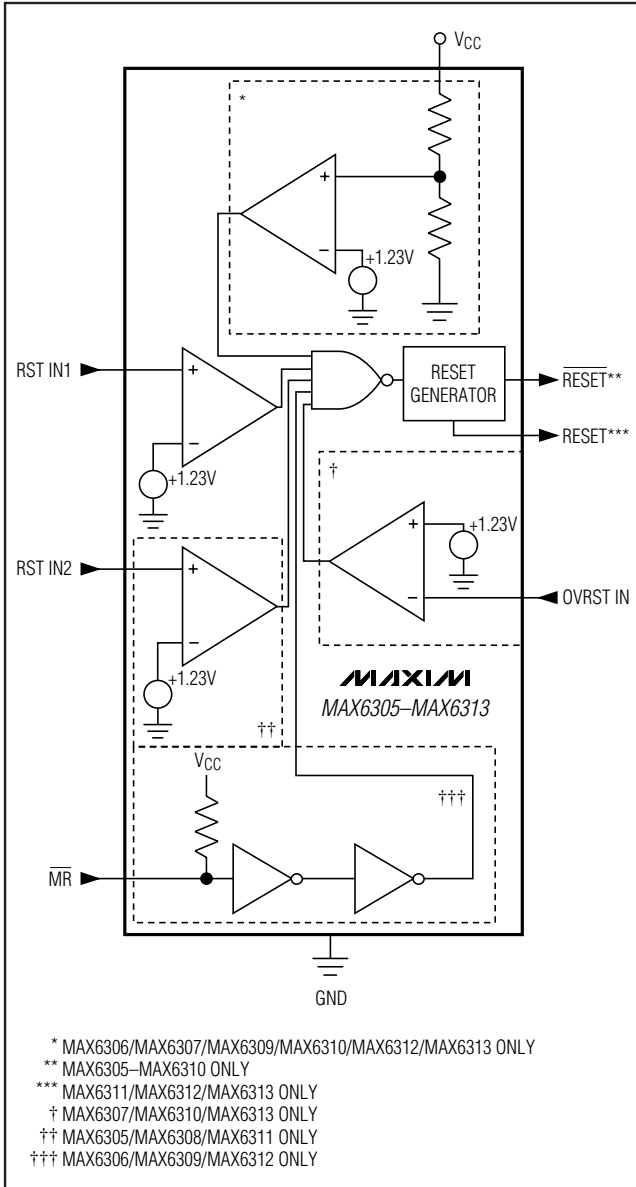 VCC
*
+
−
+1.23V
RST IN1
+
−
+1.23V
RESET
GENERATOR
RESET**
RESET***
†
+
+1.23V
−
OVRST IN
RST IN2
+
−
+1.23V
††
MAXIM
MAX6305–MAX6313
VCC
†††
MR
GND
* MAX6306/MAX6307/MAX6309/MAX6310/MAX6312/MAX6313 ONLY
** MAX6305–MAX6310 ONLY
*** MAX6311/MAX6312/MAX6313 ONLY
† MAX6307/MAX6310/MAX6313 ONLY
†† MAX6305/MAX6308/MAX6311 ONLY
††† MAX6306/MAX6309/MAX6312 ONLY